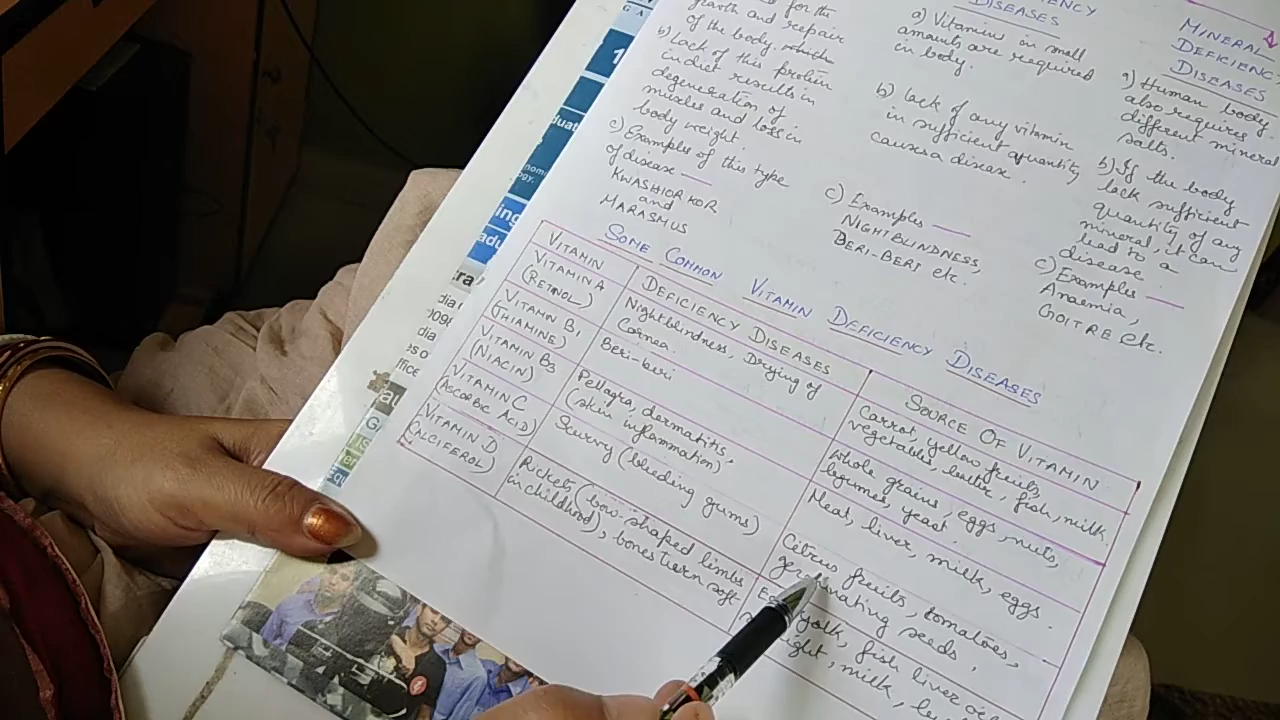 for the
growth and repair
of the body which
b) Lack of this protein
in diet results in
degeneration of
muscles and loss in
body weight.
c) Examples of this type
of disease —
KWASHIORKOR
and
MARASMUS
DISEASES
a) Vitamins in small
amounts are required
in body.
b) lack of any vitamin
in sufficient quantity
causes a disease.
c) Examples —
NIGHTBLINDNESS,
BERI-BERI etc.
MINERAL
DEFICIENC
DISEASES
a) Human body
also requires
different mineral
salts.
b) If the body
lack sufficient
quantity of any
mineral, it can
lead to a
disease.
c) Examples —
Anaemia,
GOITRE etc.
SOME COMMON VITAMIN DEFICIENCY DISEASES
VITAMIN
DEFICIENCY DISEASES
SOURCE OF VITAMIN
VITAMIN A
(RETINOL)
Nightblindness, Drying of
Cornea.
Carrot, yellow fruits,
vegetables, butter, fish, milk.
VITAMIN B1
(THIAMINE)
Beri-beri
Whole grains, eggs, nuts,
legumes, yeast.
VITAMIN B3
(NIACIN)
Pellagra, dermatitis,
(skin inflammation)
Meat, liver, milk, eggs.
VITAMIN C
(ASCORBIC ACID)
Scurvy (bleeding gums)
Citrus fruits, tomatoes,
germinating seeds,
VITAMIN D
(ALCIFEROL)
Rickets (bow-shaped limbs
in childhood), bones turn soft
yolk, fish liver
milk,